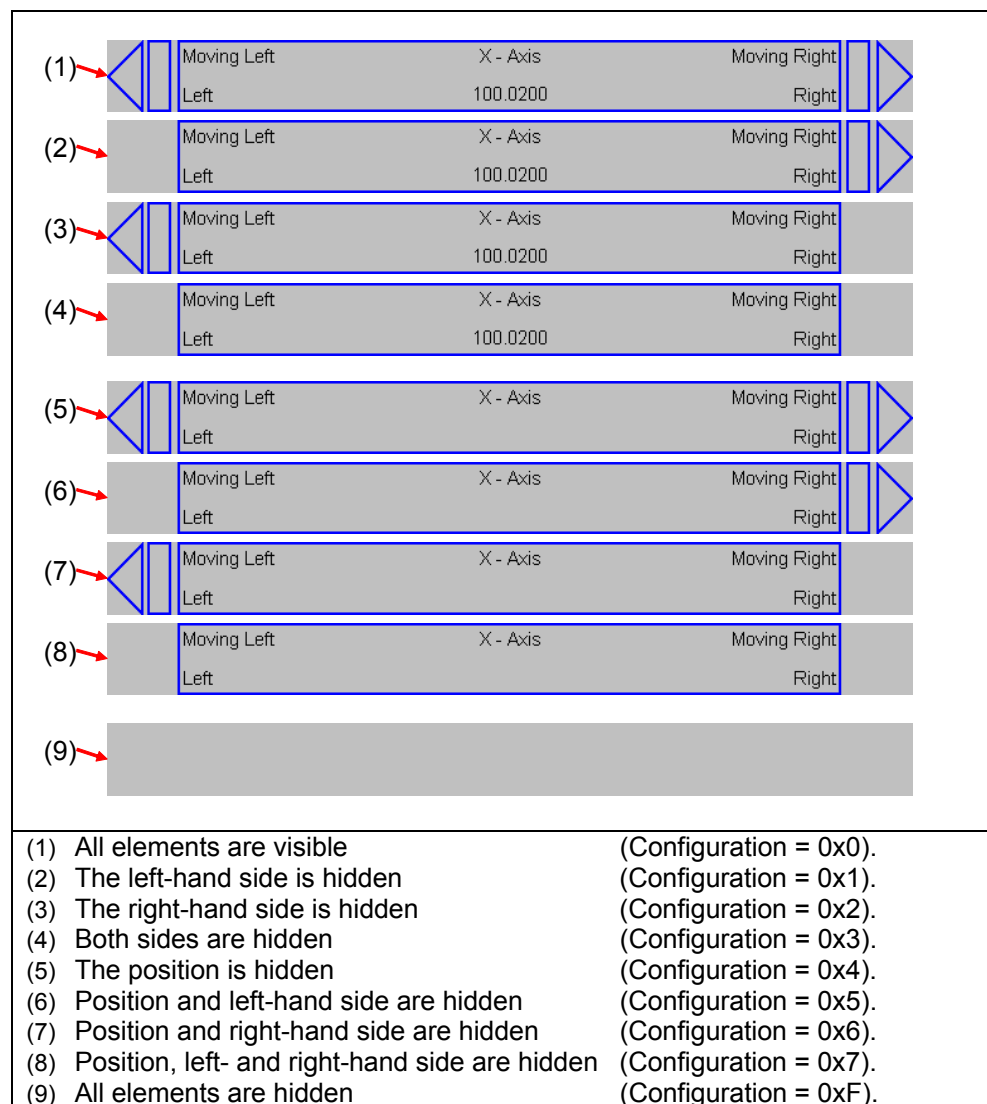 (1) Moving Left X - Axis Moving Right
Left 100.0200 Right
(2) Moving Left X - Axis Moving Right
Left 100.0200 Right
(3) Moving Left X - Axis Moving Right
Left 100.0200 Right
(4) Moving Left X - Axis Moving Right
Left 100.0200 Right
(5) Moving Left X - Axis Moving Right
Left Right
(6) Moving Left X - Axis Moving Right
Left Right
(7) Moving Left X - Axis Moving Right
Left Right
(8) Moving Left X - Axis Moving Right
Left Right
(9)
(1) All elements are visible (Configuration = 0x0).
(2) The left-hand side is hidden (Configuration = 0x1).
(3) The right-hand side is hidden (Configuration = 0x2).
(4) Both sides are hidden (Configuration = 0x3).
(5) The position is hidden (Configuration = 0x4).
(6) Position and left-hand side are hidden (Configuration = 0x5).
(7) Position and right-hand side are hidden (Configuration = 0x6).
(8) Position, left- and right-hand side are hidden (Configuration = 0x7).
(9) All elements are hidden (Configuration = 0xF).